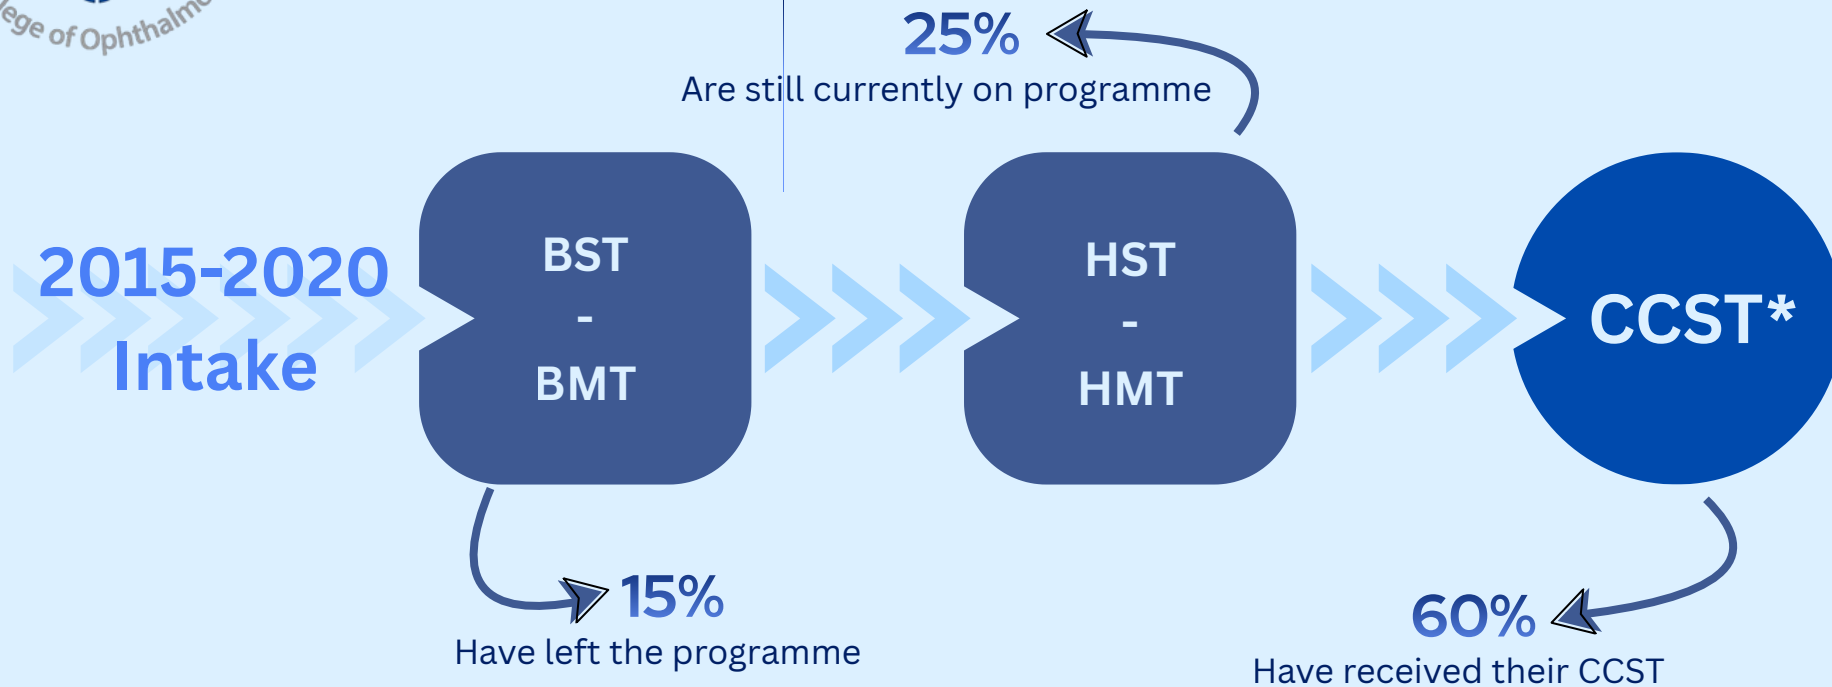 ege of Ophthalmo
25%
Are still currently on programme
2015-2020
Intake
BST
-
BMT
HST
-
HMT
CCST*
15%
Have left the programme
60%
Have received their CCST